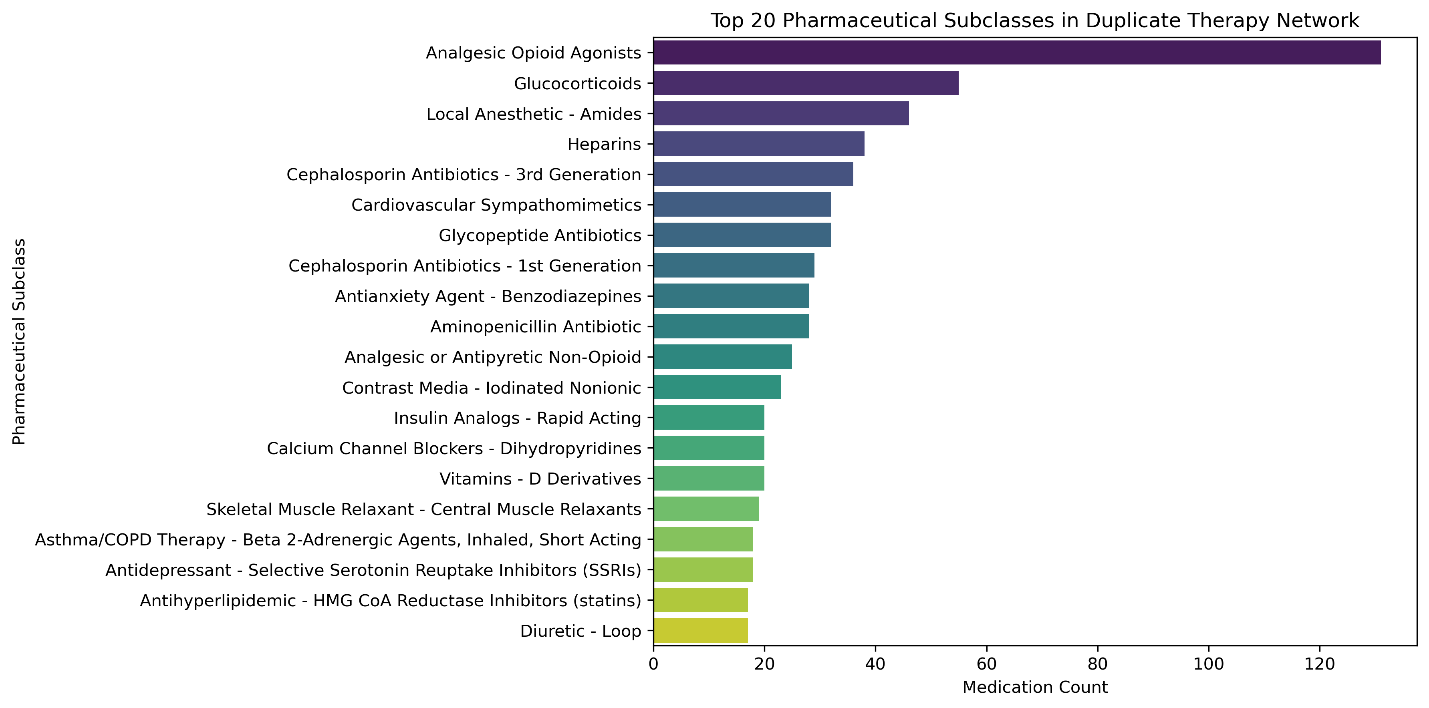 Top 20 Pharmaceutical Subclasses in Duplicate Therapy Network
Pharmaceutical Subclass
Analgesic Opioid Agonists
Glucocorticoids
Local Anesthetic - Amides
Heparins
Cephalosporin Antibiotics - 3rd Generation
Cardiovascular Sympathomimetics
Glycopeptide Antibiotics
Cephalosporin Antibiotics - 1st Generation
Antianxiety Agent - Benzodiazepines
Aminopenicillin Antibiotic
Analgesic or Antipyretic Non-Opioid
Contrast Media - Iodinated Nonionic
Insulin Analogs - Rapid Acting
Calcium Channel Blockers - Dihydropyridines
Vitamins - D Derivatives
Skeletal Muscle Relaxant - Central Muscle Relaxants
Asthma/COPD Therapy - Beta 2-Adrenergic Agents, Inhaled, Short Acting
Antidepressant - Selective Serotonin Reuptake Inhibitors (SSRIs)
Antihyperlipidemic - HMG CoA Reductase Inhibitors (statins)
Diuretic - Loop
0 20 40 60 80 100 120
Medication Count